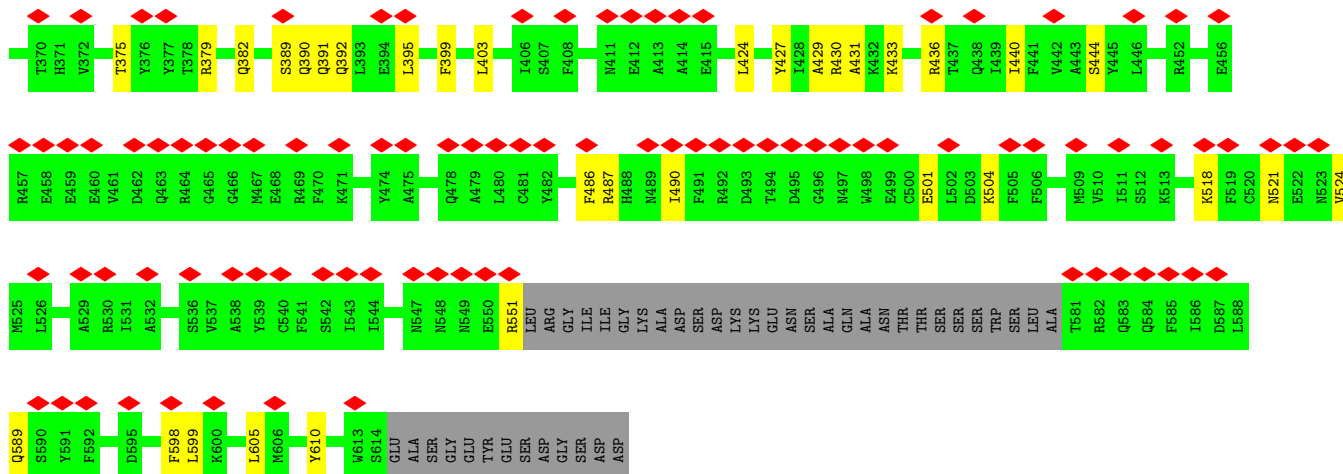 T370 H371 V372 T375 Y376 Y377 T378 R379 Q382 S389 Q390 Q391 Q392 L393 E394 L395 F399 L403 I406 S407 F408 N411 E412 A413 A414 E415 L424 Y427 I428 A429 R430 A431 K432 K433 R436 T437 Q438 I439 I440 F441 V442 A443 S444 Y445 L446 R452 E456
R457 E458 E459 E460 V461 D462 Q463 R464 G465 G466 M467 E468 R469 F470 K471 Y474 A475 Q478 A479 L480 C481 Y482 F486 R487 H488 N489 I490 F491 R492 D493 T494 D495 G496 N497 W498 E499 C500 E501 L502 D503 K504 F505 F506 M509 V510 I511 S512 K513 K518 F519 C520 N521 E522 N523 V524
M525 L526 A529 R530 I531 A532 S536 V537 A538 Y539 C540 F541 S542 I543 I544 N547 N548 N549 E550 R551 LEU ARG GLY ILE ILE GLY LYS ALA ASP SER ASP LYS LYS GLU ASN SER ALA GLN ALA ASN THR THR SER SER SER TRP SER LEU ALA T581 R582 Q583 Q584 F585 I586 D587 L588
Q589 S590 Y591 F592 D595 F598 L599 K600 L605 M606 Y610 W613 S614 GLU ALA SER GLY GLU TYR GLU SER ASP GLY SER ASP ASP